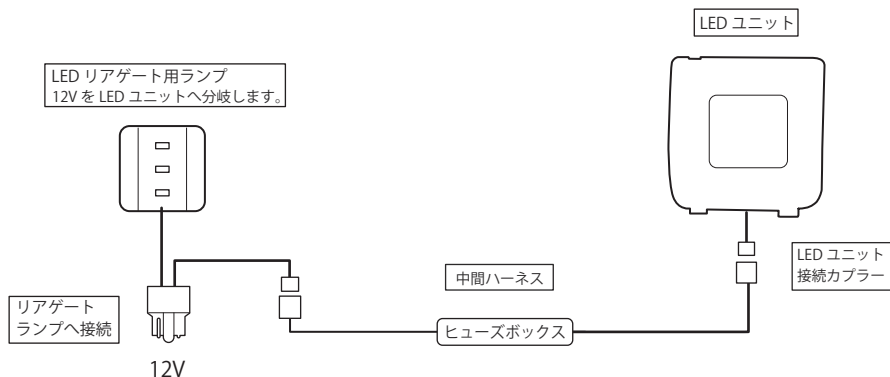 LED ユニット
LED リアゲート用ランプ
12V を LED ユニットへ分岐します。
中間ハーネス
LED ユニット
接続カプラー
リアゲート
ランプへ接続
ヒューズボックス
12V